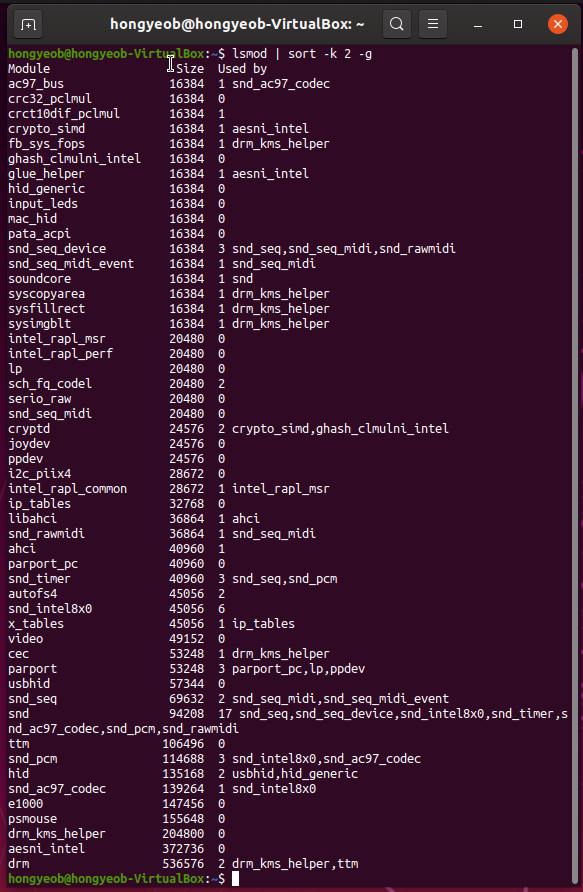 hongyeob@hongyeob-VirtualBox: ~
hongyeob@hongyeob-VirtualBox:~$ lsmod | sort -k 2 -g
Module                  Size  Used by
ac97_bus               16384  1 snd_ac97_codec
crc32_pclmul           16384  0
crct10dif_pclmul       16384  1
crypto_simd            16384  1 aesni_intel
fb_sys_fops            16384  1 drm_kms_helper
ghash_clmulni_intel    16384  0
glue_helper            16384  1 aesni_intel
hid_generic            16384  0
input_leds             16384  0
mac_hid                16384  0
pata_acpi              16384  0
snd_seq_device         16384  3 snd_seq,snd_seq_midi,snd_rawmidi
snd_seq_midi_event     16384  1 snd_seq_midi
soundcore              16384  1 snd
syscopyarea            16384  1 drm_kms_helper
sysfillrect            16384  1 drm_kms_helper
sysimgblt              16384  1 drm_kms_helper
intel_rapl_msr         20480  0
intel_rapl_perf        20480  0
lp                     20480  0
sch_fq_codel           20480  2
serio_raw              20480  0
snd_seq_midi           20480  0
cryptd                 24576  2 crypto_simd,ghash_clmulni_intel
joydev                 24576  0
ppdev                  24576  0
i2c_piix4              28672  0
intel_rapl_common      28672  1 intel_rapl_msr
ip_tables              32768  0
libahci                36864  1 ahci
snd_rawmidi            36864  1 snd_seq_midi
ahci                   40960  1
parport_pc             40960  0
snd_timer              40960  3 snd_seq,snd_pcm
autofs4                45056  2
snd_intel8x0           45056  6
x_tables               45056  1 ip_tables
video                  49152  0
cec                    53248  1 drm_kms_helper
parport                53248  3 parport_pc,lp,ppdev
usbhid                 57344  0
snd_seq                69632  2 snd_seq_midi,snd_seq_midi_event
snd                    94208  17 snd_seq,snd_seq_device,snd_intel8x0,snd_timer,s
nd_ac97_codec,snd_pcm,snd_rawmidi
ttm                   106496  0
snd_pcm               114688  3 snd_intel8x0,snd_ac97_codec
hid                   135168  2 usbhid,hid_generic
snd_ac97_codec        139264  1 snd_intel8x0
e1000                 147456  0
psmouse               155648  0
drm_kms_helper        204800  0
aesni_intel           372736  0
drm                   536576  2 drm_kms_helper,ttm
hongyeob@hongyeob-VirtualBox:~$